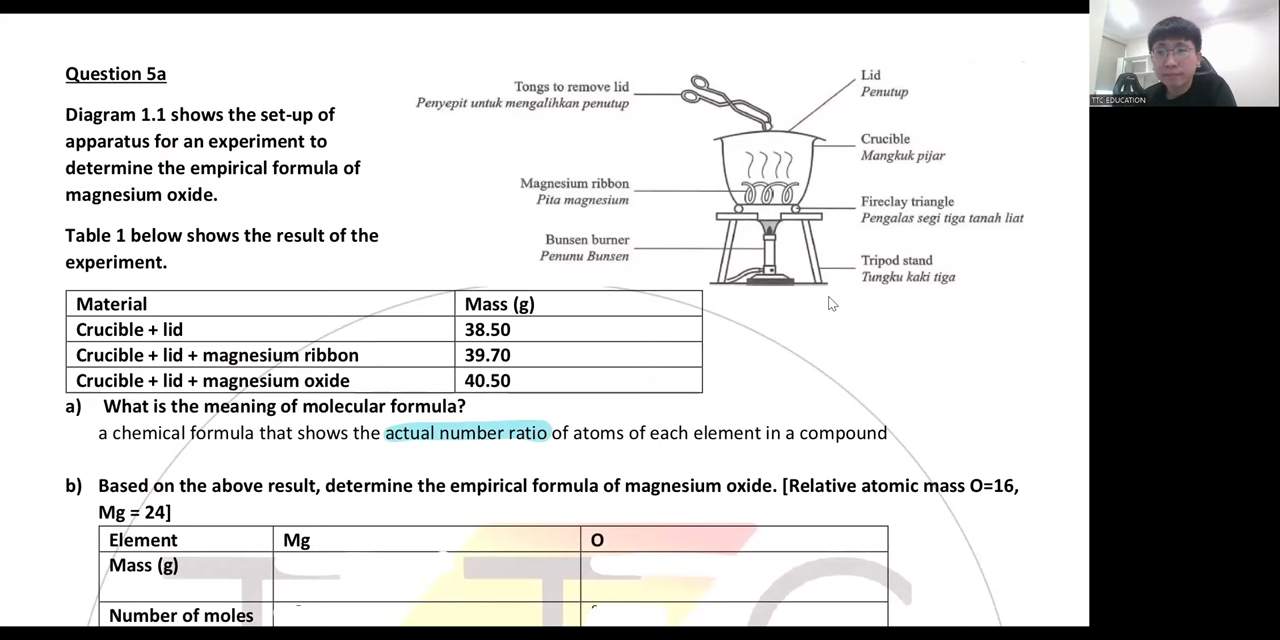 Question 5a
Diagram 1.1 shows the set-up of
apparatus for an experiment to
determine the empirical formula of
magnesium oxide.
Table 1 below shows the result of the
experiment.
Tongs to remove lid
Penyepit untuk mengalihkan penutup
Magnesium ribbon
Pita magnesium
Bunsen burner
Penunu Bunsen
Lid
Penutup
Crucible
Mangkuk pijar
Fireclay triangle
Pengalas segi tiga tanah liat
Tripod stand
Tungku kaki tiga
Material Mass (g)
Crucible + lid 38.50
Crucible + lid + magnesium ribbon 39.70
Crucible + lid + magnesium oxide 40.50
a) What is the meaning of molecular formula?
a chemical formula that shows the actual number ratio of atoms of each element in a compound
b) Based on the above result, determine the empirical formula of magnesium oxide. [Relative atomic mass O=16,
Mg = 24]
Element Mg O
Mass (g)
Number of moles
TTC
TTC EDUCATION